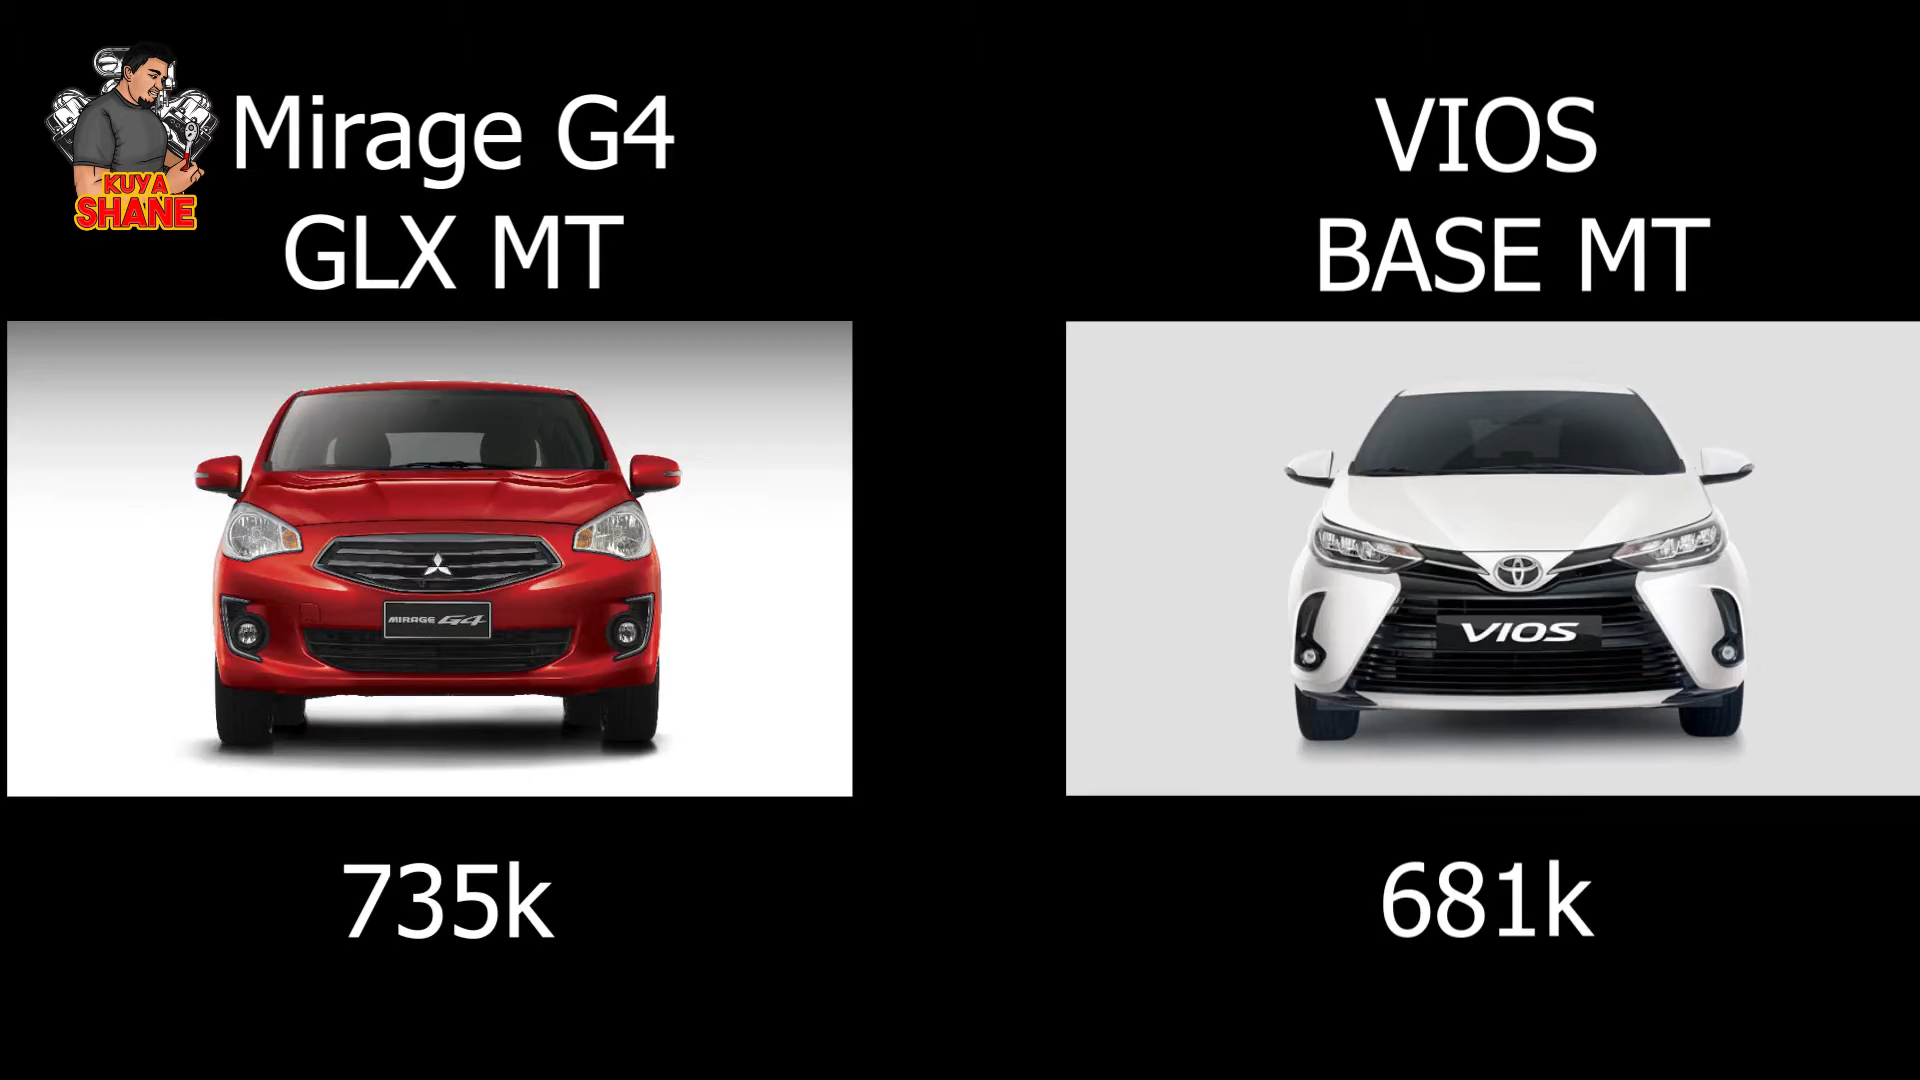 KUYA
SHANE
Mirage G4
GLX MT
VIOS
BASE MT
MIRAGE G4
VIOS
735k
681k